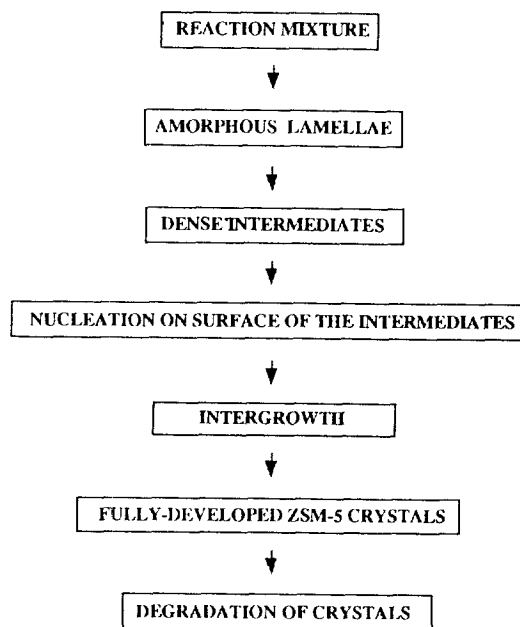 REACTION MIXTURE
AMORPHOUS LAMELLAE
DENSE INTERMEDIATES
NUCLEATION ON SURFACE OF THE INTERMEDIATES
INTERGROWTH
FULLY-DEVELOPED ZSM-5 CRYSTALS
DEGRADATION OF CRYSTALS